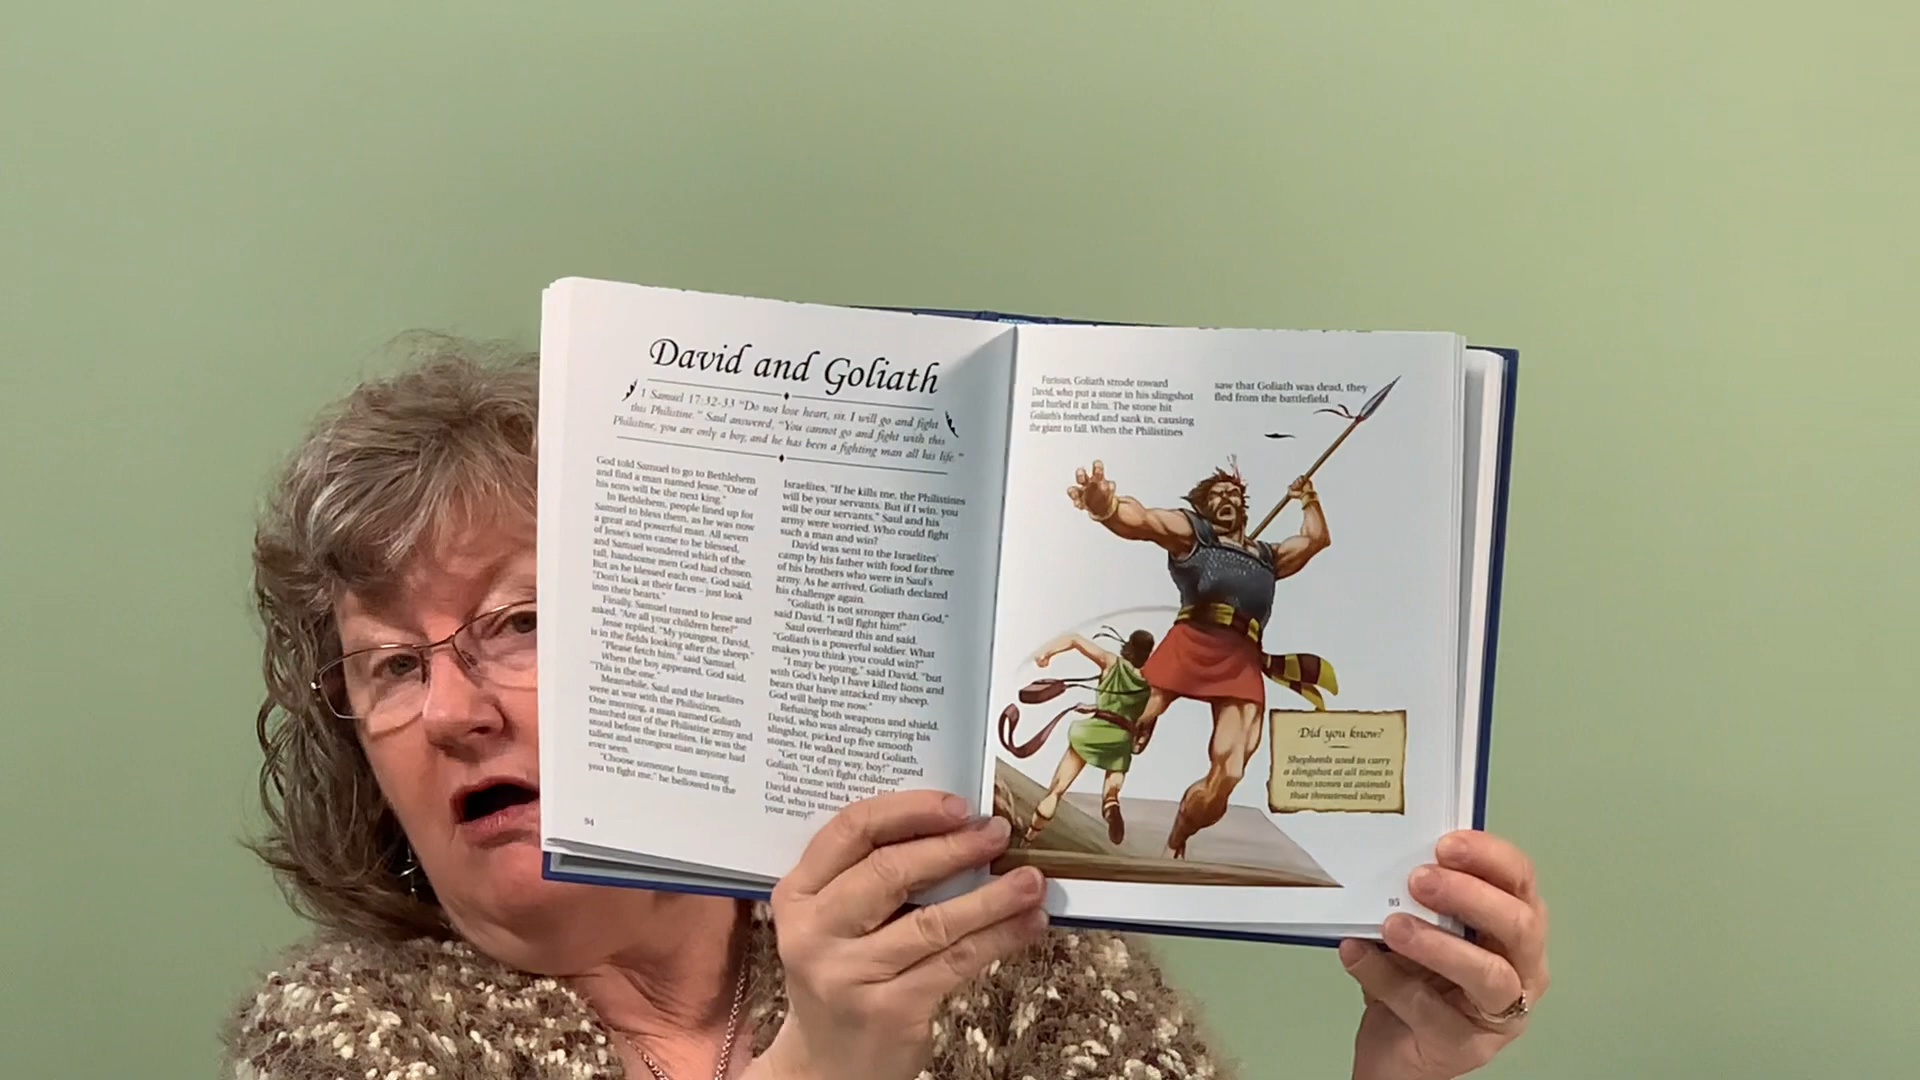 David and Goliath
1 Samuel 17:32-33 "Do not lose heart, sir. I will go and fight
this Philistine." Saul answered, "You cannot go and fight with this
Philistine, you are only a boy, and he has been a fighting man all his life."
God told Samuel to go to Bethlehem
and find a man named Jesse. "One of
his sons will be the next king."
In Bethlehem, people lined up for
Samuel to bless them, as he was now
a great and powerful man. All seven
of Jesse's sons came to be blessed,
and Samuel wondered which of the
tall, handsome men God had chosen.
But as he blessed each one, God said,
"Don't look at their faces – just look
into their hearts."
Finally, Samuel turned to Jesse and
asked, "Are all your children here?"
Jesse replied, "My youngest, David,
is in the fields looking after the sheep."
"Please fetch him," said Samuel.
When the boy appeared, God said,
"This is the one."
Meanwhile, Saul and the Israelites
were at war with the Philistines.
One morning, a man named Goliath
marched out of the Philistine army and
stood before the Israelites. He was the
tallest and strongest man anyone had
ever seen.
"Choose someone from among
you to fight me," he bellowed to the
94
Israelites. "If he kills me, the Philistines
will be your servants. But if I win, you
will be our servants." Saul and his
army were worried. Who could fight
such a man and win?
David was sent to the Israelites'
camp by his father with food for three
of his brothers who were in Saul's
army. As he arrived, Goliath declared
his challenge again.
"Goliath is not stronger than God,"
said David. "I will fight him!"
Saul overheard this and said,
"Goliath is a powerful soldier. What
makes you think you could win?"
"I may be young," said David, "but
with God's help I have killed lions and
bears that have attacked my sheep.
God will help me now."
Refusing both weapons and shield,
David, who was already carrying his
slingshot, picked up five smooth
stones. He walked toward Goliath.
"Get out of my way, boy!" roared
Goliath. "I don't fight children!"
"You come with sword
David shouted back,
God, who is
your army!"
Furious, Goliath strode toward
David, who put a stone in his slingshot
and hurled it at him. The stone hit
Goliath's forehead and sank in, causing
the giant to fall. When the Philistines
saw that Goliath was dead, they
fled from the battlefield.
Did you know?
Shepherds used to carry
a slingshot at all times to
throw stones at animals
that threatened sheep.
95